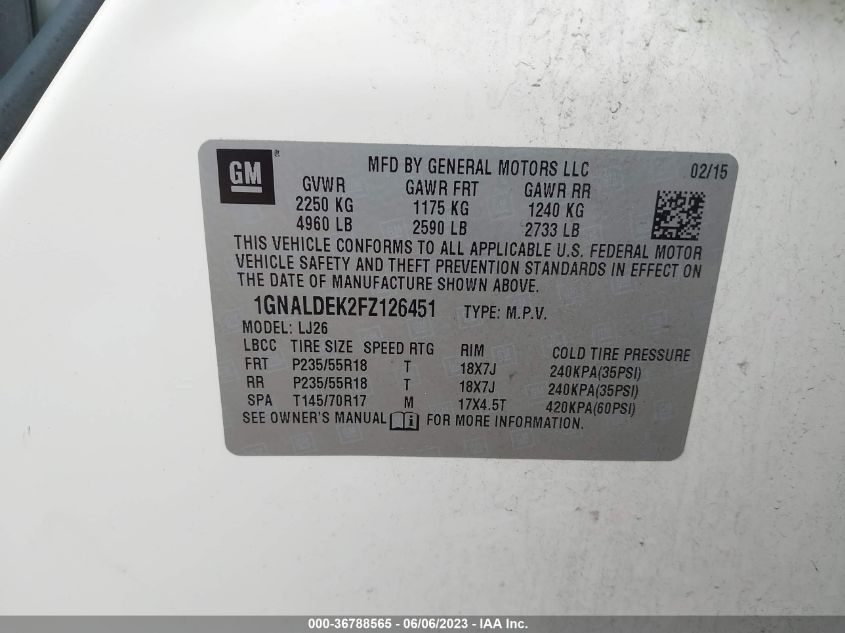 GM ®
MFD BY GENERAL MOTORS LLC 02/15
GVWR GAWR FRT GAWR RR
2250 KG 1175 KG 1240 KG
4960 LB 2590 LB 2733 LB
THIS VEHICLE CONFORMS TO ALL APPLICABLE U.S. FEDERAL MOTOR
VEHICLE SAFETY AND THEFT PREVENTION STANDARDS IN EFFECT ON
THE DATE OF MANUFACTURE SHOWN ABOVE.
1GNALDEK2FZ126451 TYPE: M.P.V.
MODEL: LJ26
LBCC TIRE SIZE SPEED RTG RIM COLD TIRE PRESSURE
FRT P235/55R18 T 18X7J 240KPA(35PSI)
RR P235/55R18 T 18X7J 240KPA(35PSI)
SPA T145/70R17 M 17X4.5T 420KPA(60PSI)
SEE OWNER'S MANUAL i FOR MORE INFORMATION.
000-36788565 - 06/06/2023 - IAA Inc.